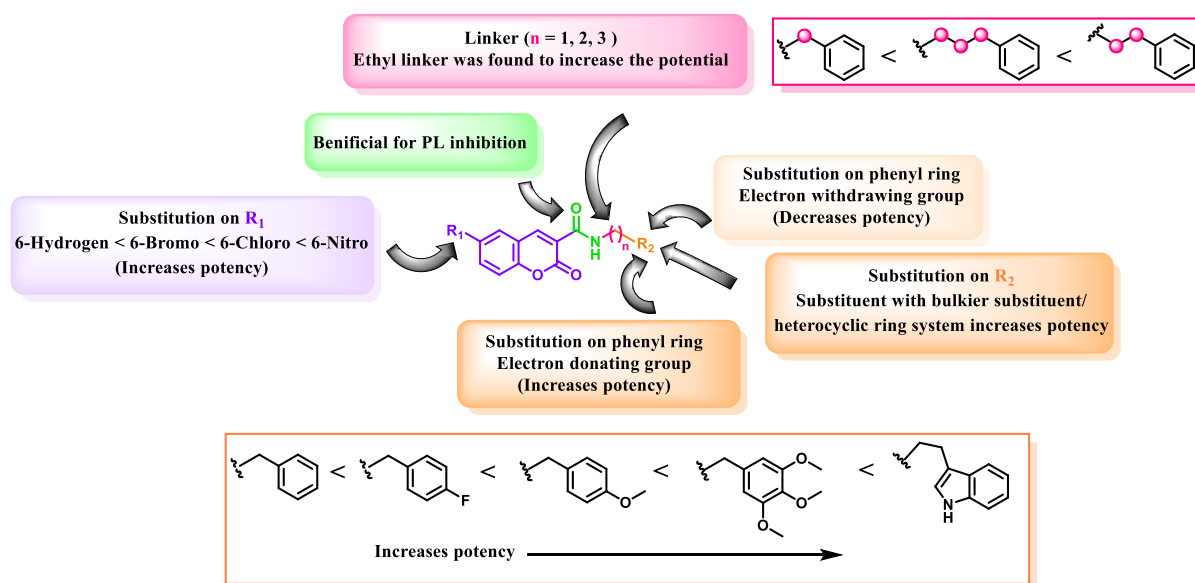 Linker (n = 1, 2, 3 )
Ethyl linker was found to increase the potential
< <
Benificial for PL inhibition
Substitution on phenyl ring
Electron withdrawing group
(Decreases potency)
Substitution on R₁
6-Hydrogen < 6-Bromo < 6-Chloro < 6-Nitro
(Increases potency)
R₁
O
O
O
N
H
n
R₂
Substitution on R₂
Substituent with bulkier substituent/
heterocyclic ring system increases potency
Substitution on phenyl ring
Electron donating group
(Increases potency)
< < < <
F
O
O
O
O
N
H
Increases potency